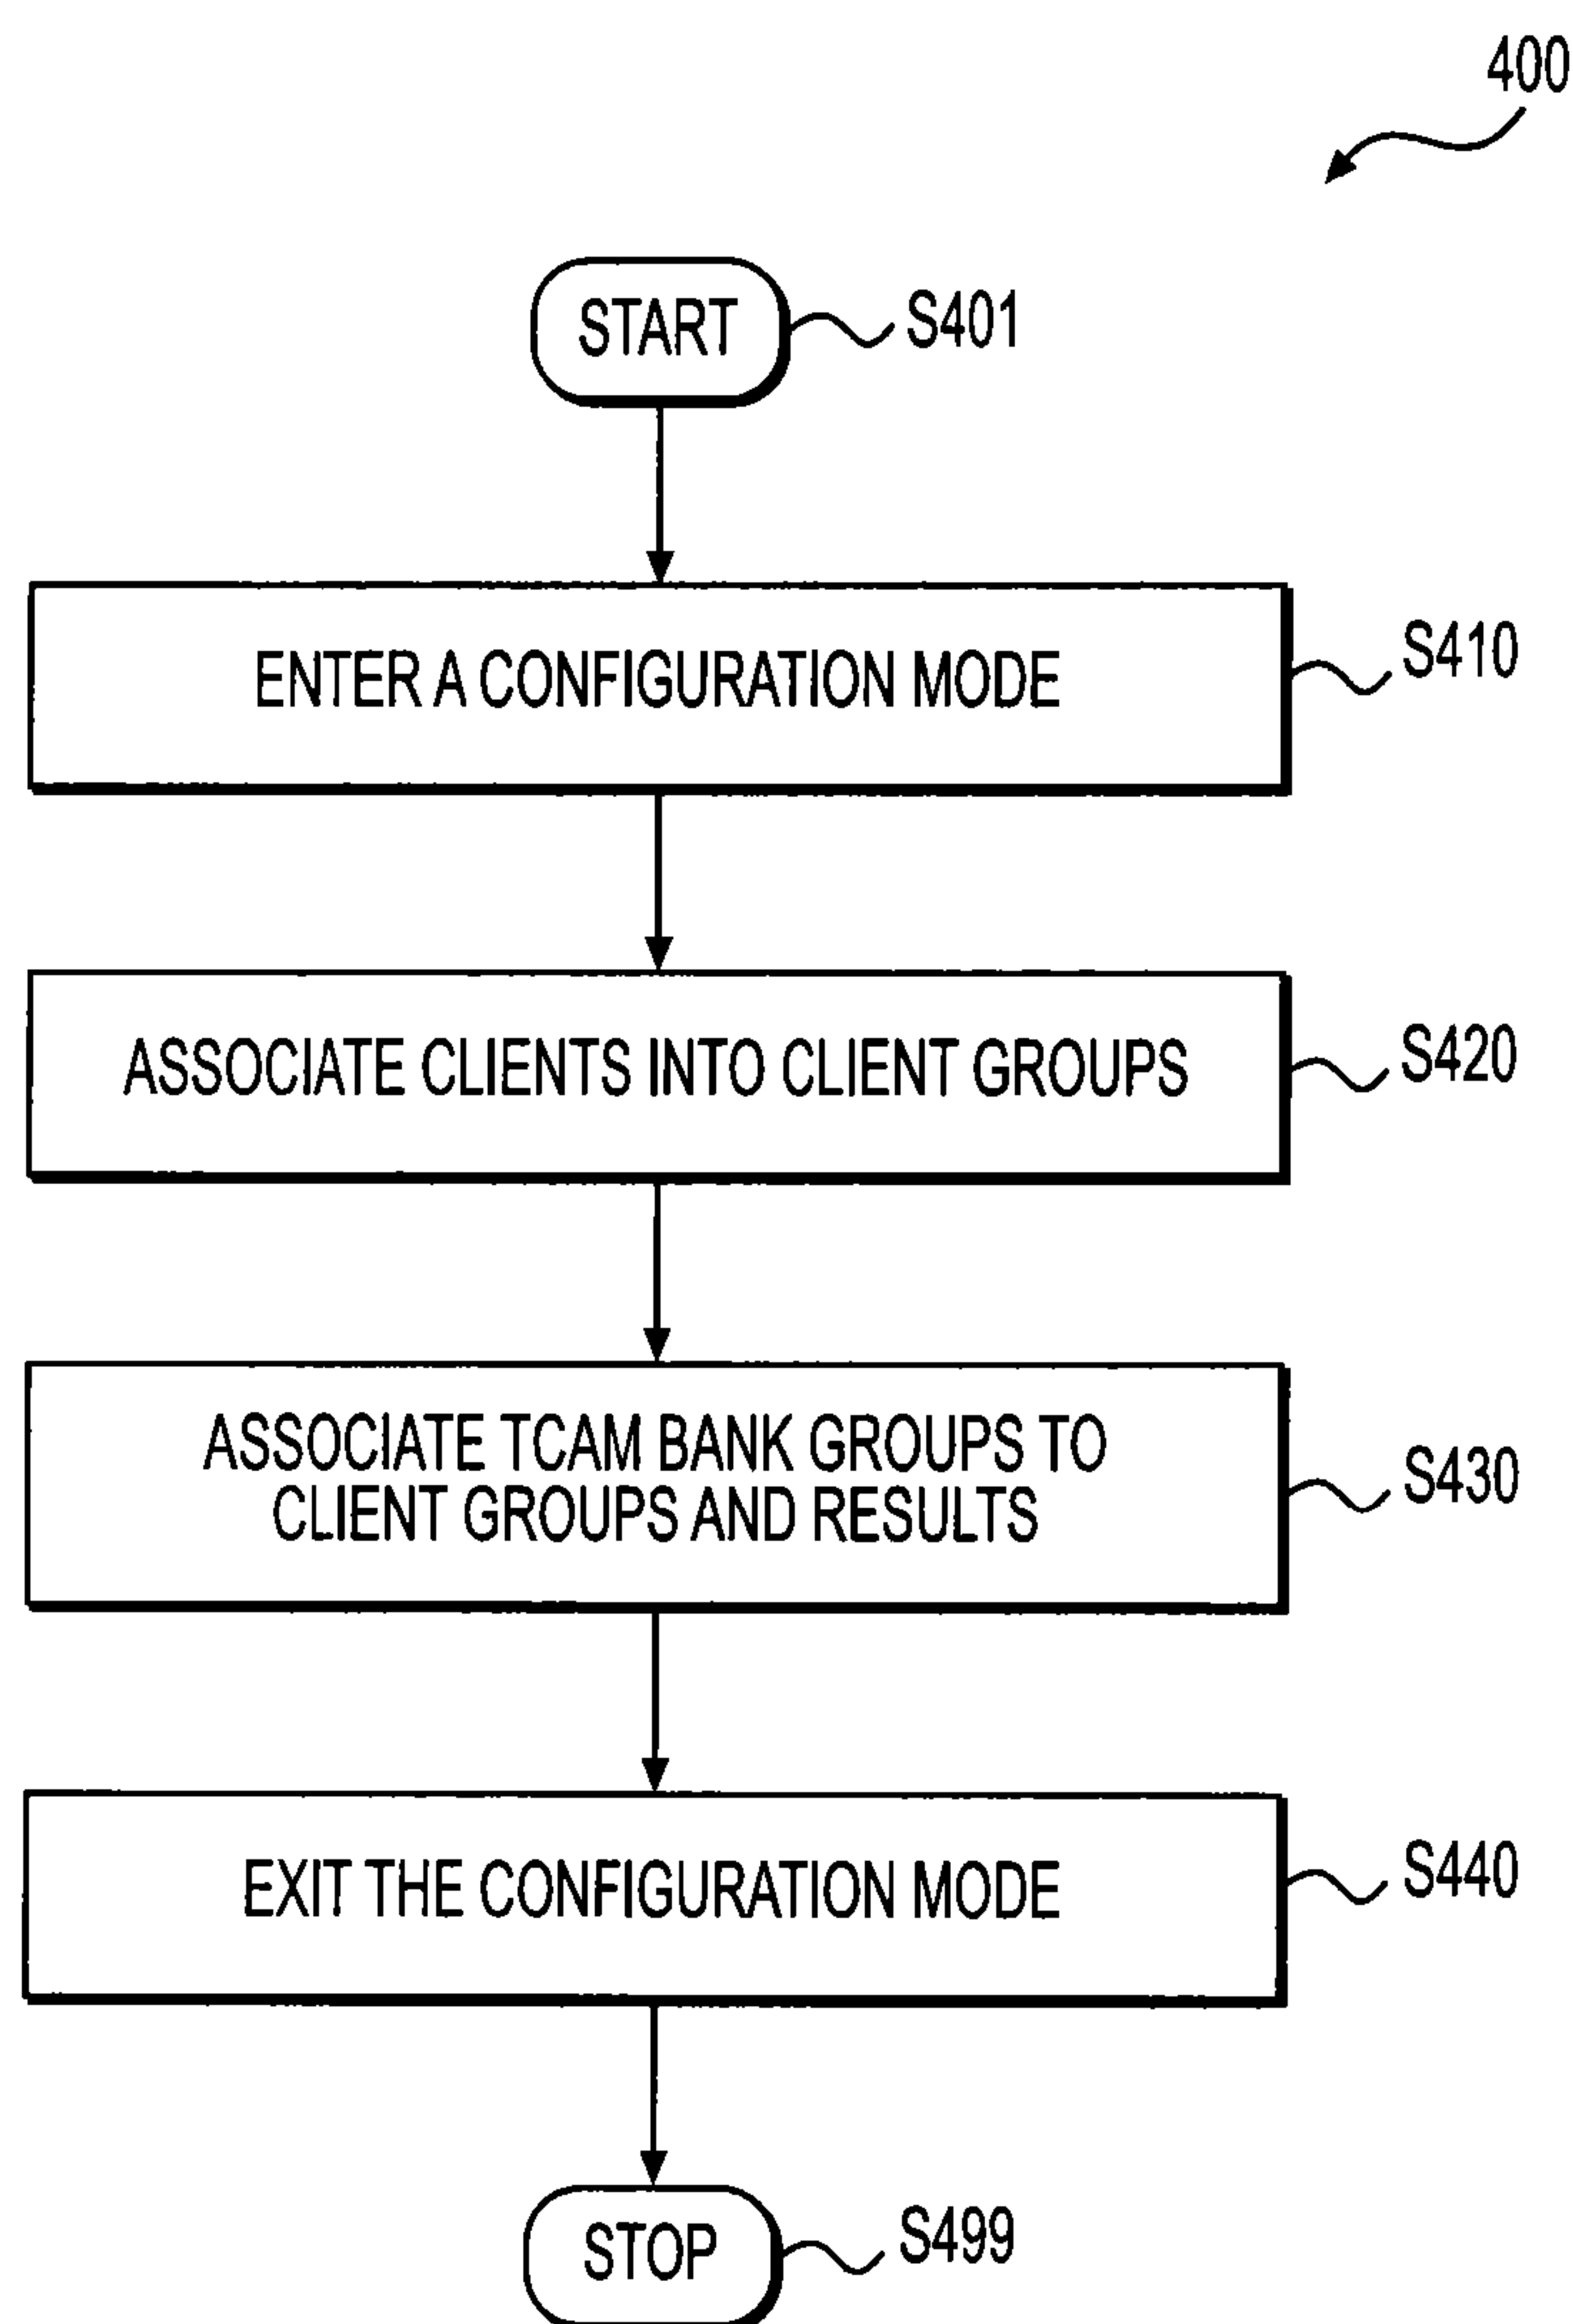 400
START
S401
ENTER A CONFIGURATION MODE
S410
ASSOCIATE CLIENTS INTO CLIENT GROUPS
S420
ASSOCIATE TCAM BANK GROUPS TO
CLIENT GROUPS AND RESULTS
S430
EXIT THE CONFIGURATION MODE
S440
STOP
S499